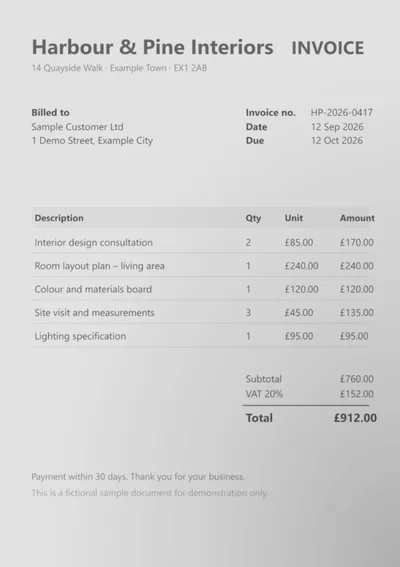 Harbour & Pine Interiors INVOICE
14 Quayside Walk · Example Town · EX1 2AB
Billed to
Sample Customer Ltd
1 Demo Street, Example City
Invoice no. HP-2026-0417
Date 12 Sep 2026
Due 12 Oct 2026
Description Qty Unit Amount
Interior design consultation 2 £85.00 £170.00
Room layout plan – living area 1 £240.00 £240.00
Colour and materials board 1 £120.00 £120.00
Site visit and measurements 3 £45.00 £135.00
Lighting specification 1 £95.00 £95.00
Subtotal £760.00
VAT 20% £152.00
Total £912.00
Payment within 30 days. Thank you for your business.
This is a fictional sample document for demonstration only.